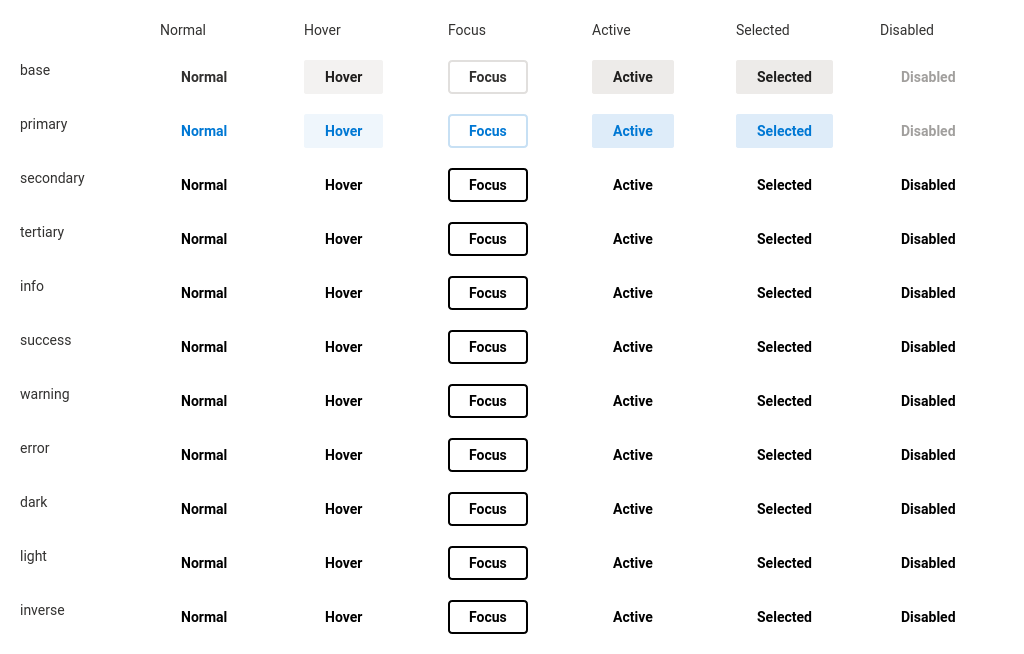 Normal Hover Focus Active Selected Disabled
base Normal Hover Focus Active Selected Disabled
primary Normal Hover Focus Active Selected Disabled
secondary Normal Hover Focus Active Selected Disabled
tertiary Normal Hover Focus Active Selected Disabled
info Normal Hover Focus Active Selected Disabled
success Normal Hover Focus Active Selected Disabled
warning Normal Hover Focus Active Selected Disabled
error Normal Hover Focus Active Selected Disabled
dark Normal Hover Focus Active Selected Disabled
light Normal Hover Focus Active Selected Disabled
inverse Normal Hover Focus Active Selected Disabled